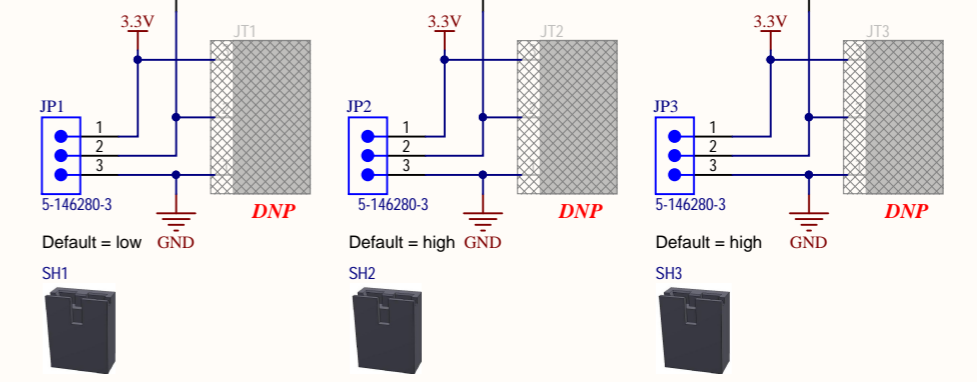 3.3V
JT1
JP1
1
2
3
5-146280-3
DNP
Default = low
GND
SH1
3.3V
JT2
JP2
1
2
3
5-146280-3
DNP
Default = high
GND
SH2
3.3V
JT3
JP3
1
2
3
5-146280-3
DNP
Default = high
GND
SH3